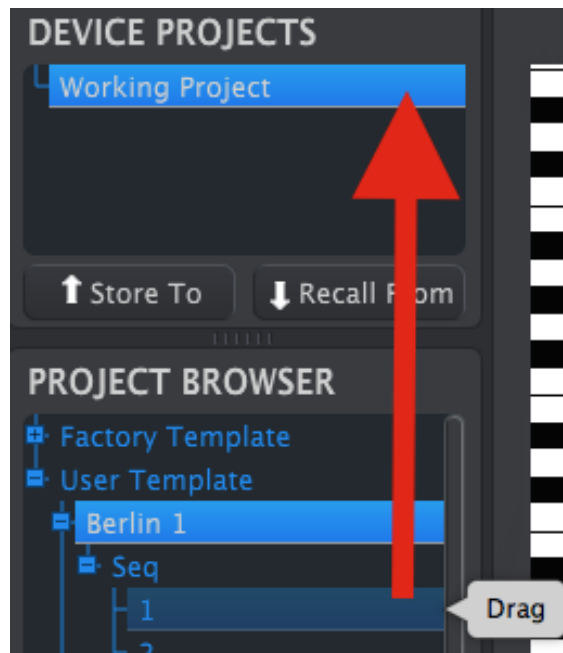 DEVICE PROJECTS
Working Project
Store To
Recall From
PROJECT BROWSER
Factory Template
User Template
Berlin 1
Seq
1
Drag
2